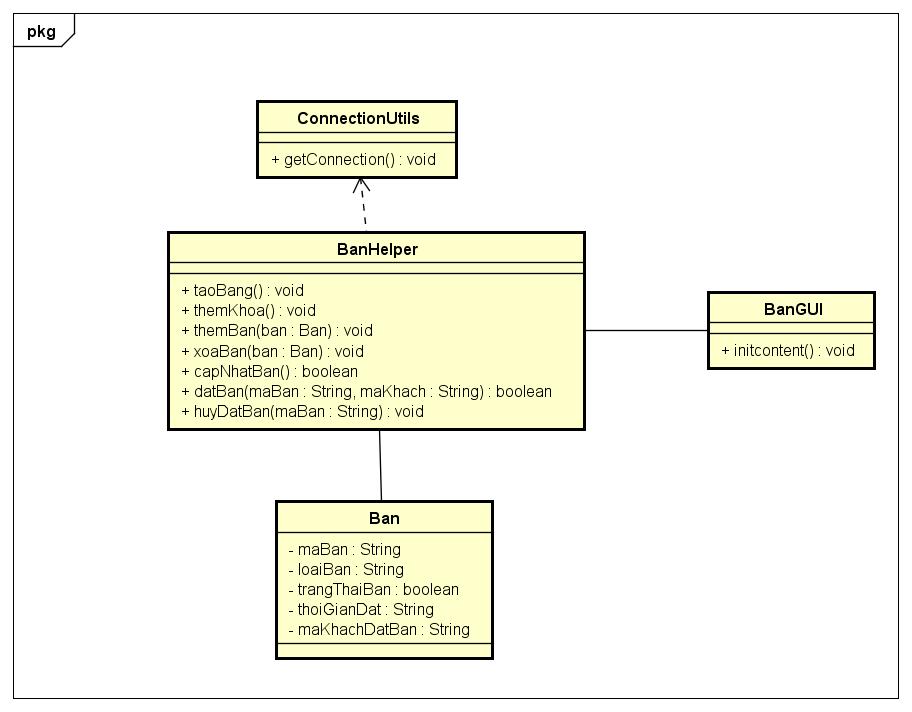 pkg
ConnectionUtils
+ getConnection() : void
BanHelper
+ taoBang() : void
+ themKhoa() : void
+ themBan(ban : Ban) : void
+ xoaBan(ban : Ban) : void
+ capNhatBan() : boolean
+ datBan(maBan : String, maKhach : String) : boolean
+ huyDatBan(maBan : String) : void
BanGUI
+ initcontent() : void
Ban
- maBan : String
- loaiBan : String
- trangThaiBan : boolean
- thoiGianDat : String
- maKhachDatBan : String